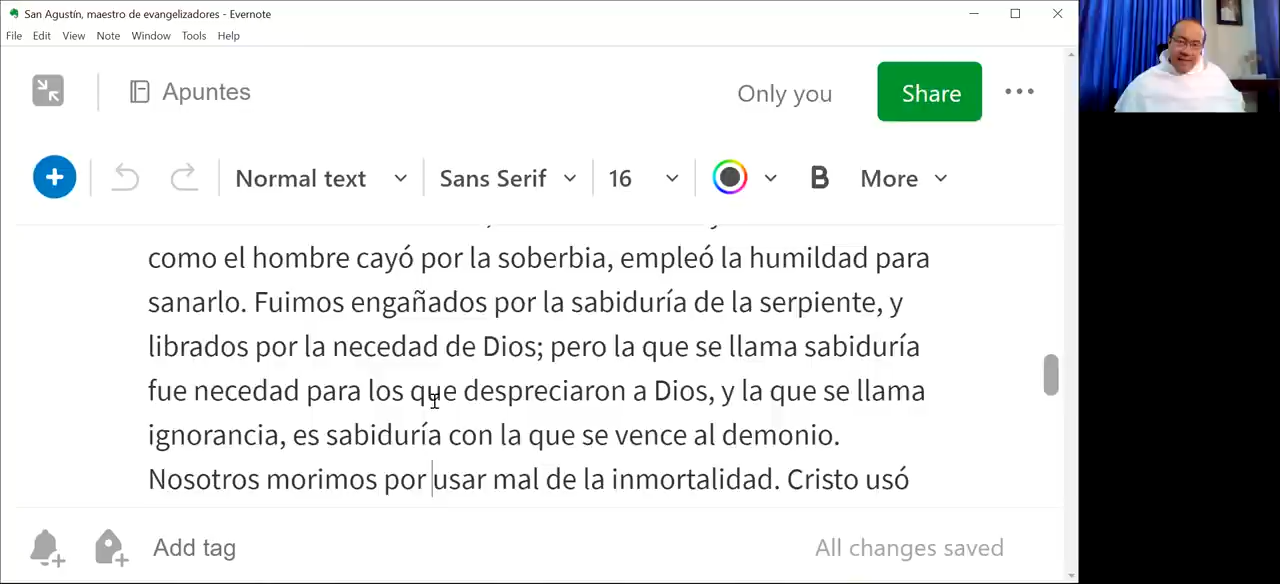 San Agustín, maestro de evangelizadores - Evernote
File Edit View Note Window Tools Help
Apuntes
Only you
Share
Normal text
Sans Serif
16
B
More
como el hombre cayó por la soberbia, empleó la humildad para
sanarlo. Fuimos engañados por la sabiduría de la serpiente, y
librados por la necedad de Dios; pero la que se llama sabiduría
fue necedad para los que despreciaron a Dios, y la que se llama
ignorancia, es sabiduría con la que se vence al demonio.
Nosotros morimos por usar mal de la inmortalidad. Cristo usó
Add tag
All changes saved